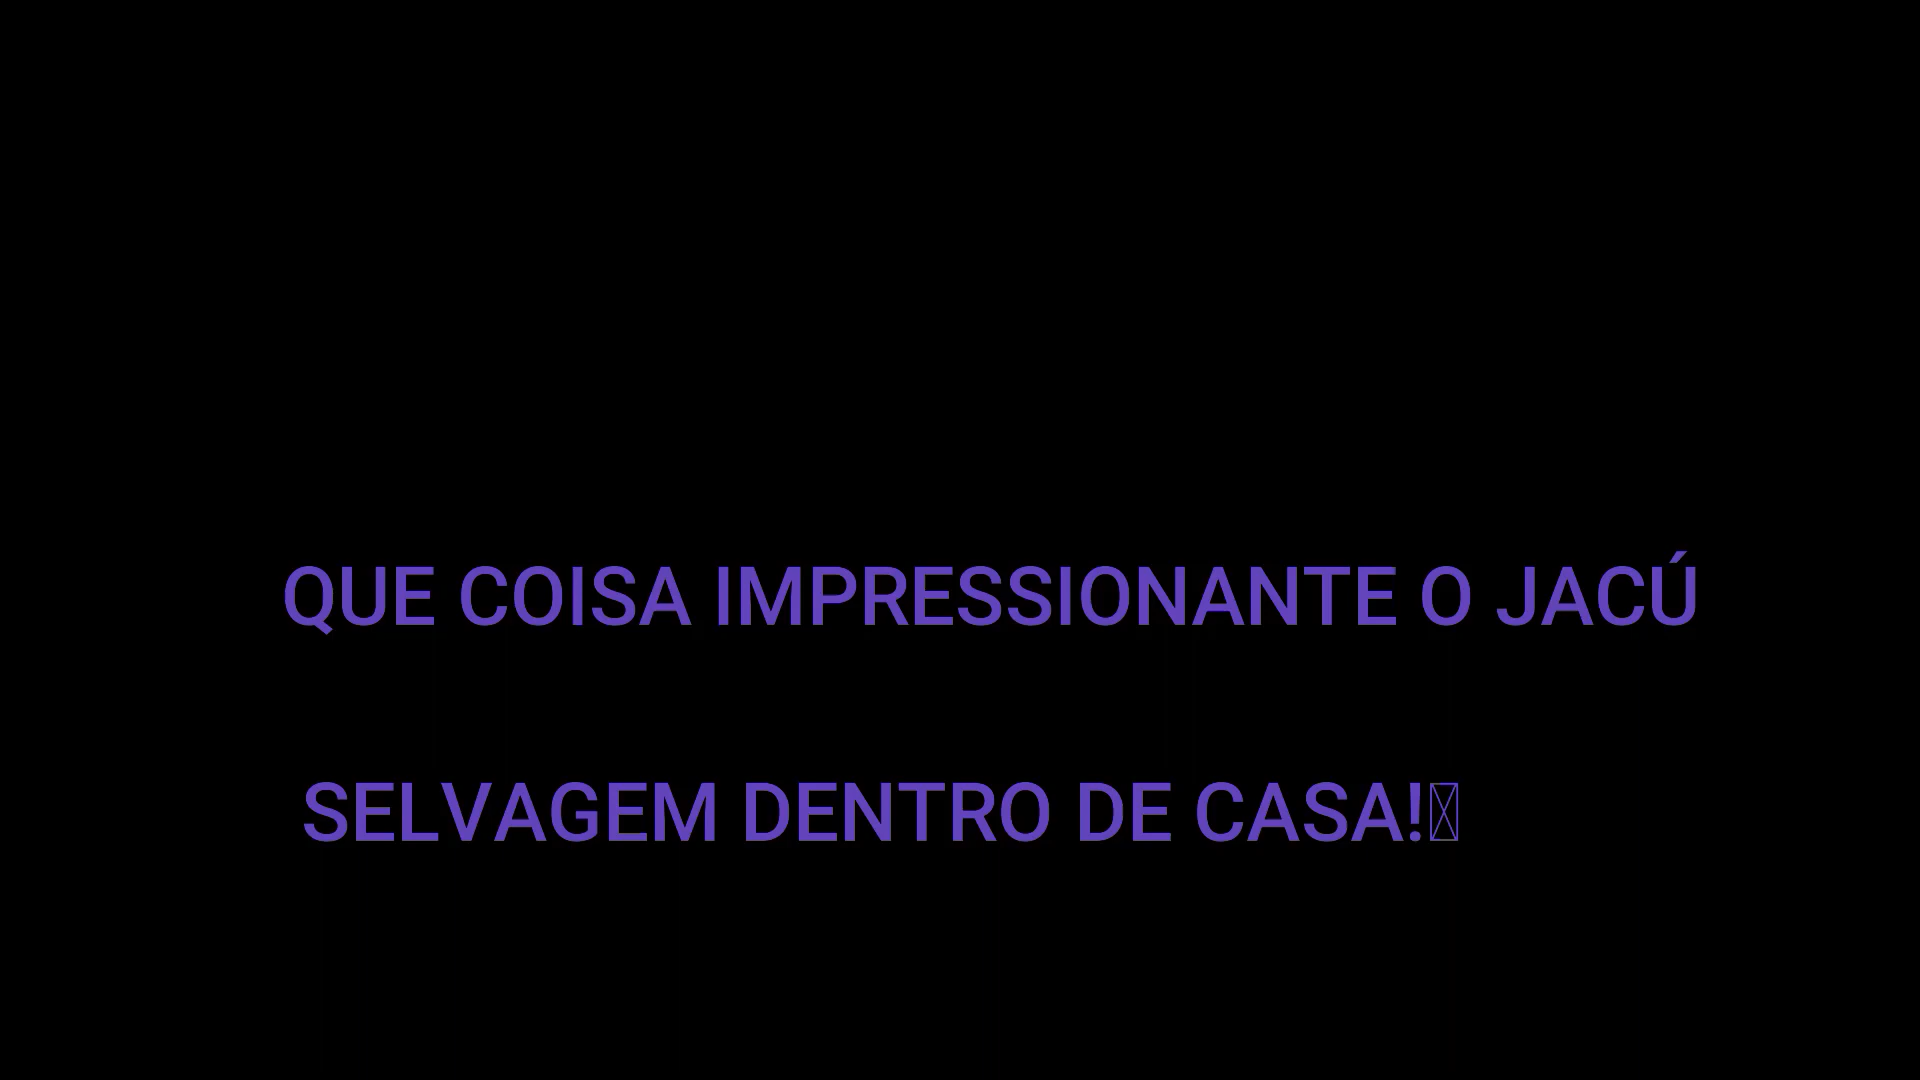 QUE COISA IMPRESSIONANTE O JACÚ
SELVAGEM DENTRO DE CASA!